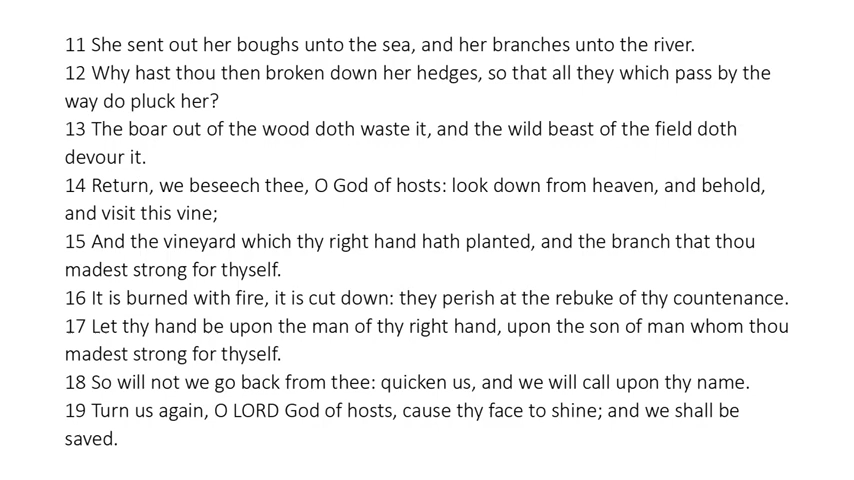 11 She sent out her boughs unto the sea, and her branches unto the river.
12 Why hast thou then broken down her hedges, so that all they which pass by the
way do pluck her?
13 The boar out of the wood doth waste it, and the wild beast of the field doth
devour it.
14 Return, we beseech thee, O God of hosts: look down from heaven, and behold,
and visit this vine;
15 And the vineyard which thy right hand hath planted, and the branch that thou
madest strong for thyself.
16 It is burned with fire, it is cut down: they perish at the rebuke of thy countenance.
17 Let thy hand be upon the man of thy right hand, upon the son of man whom thou
madest strong for thyself.
18 So will not we go back from thee: quicken us, and we will call upon thy name.
19 Turn us again, O LORD God of hosts, cause thy face to shine; and we shall be
saved.